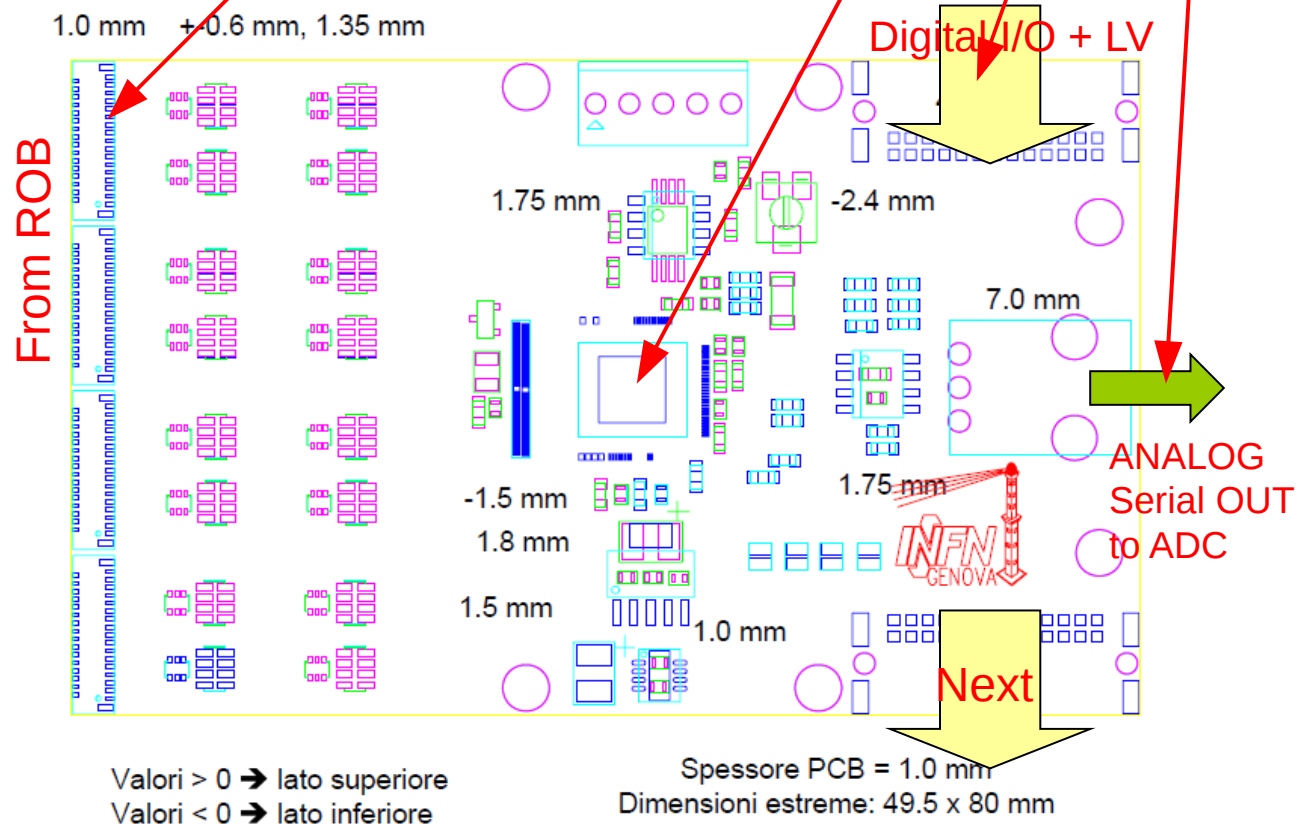 1.0 mm +-0.6 mm, 1.35 mm
Digital I/O + LV
From ROB
1.75 mm
-2.4 mm
7.0 mm
ANALOG
Serial OUT
to ADC
1.75 mm
-1.5 mm
1.8 mm
INFN
GENOVA
1.5 mm
1.0 mm
Next
Valori > 0 ➔ lato superiore
Valori < 0 ➔ lato inferiore
Spessore PCB = 1.0 mm
Dimensioni estreme: 49.5 x 80 mm